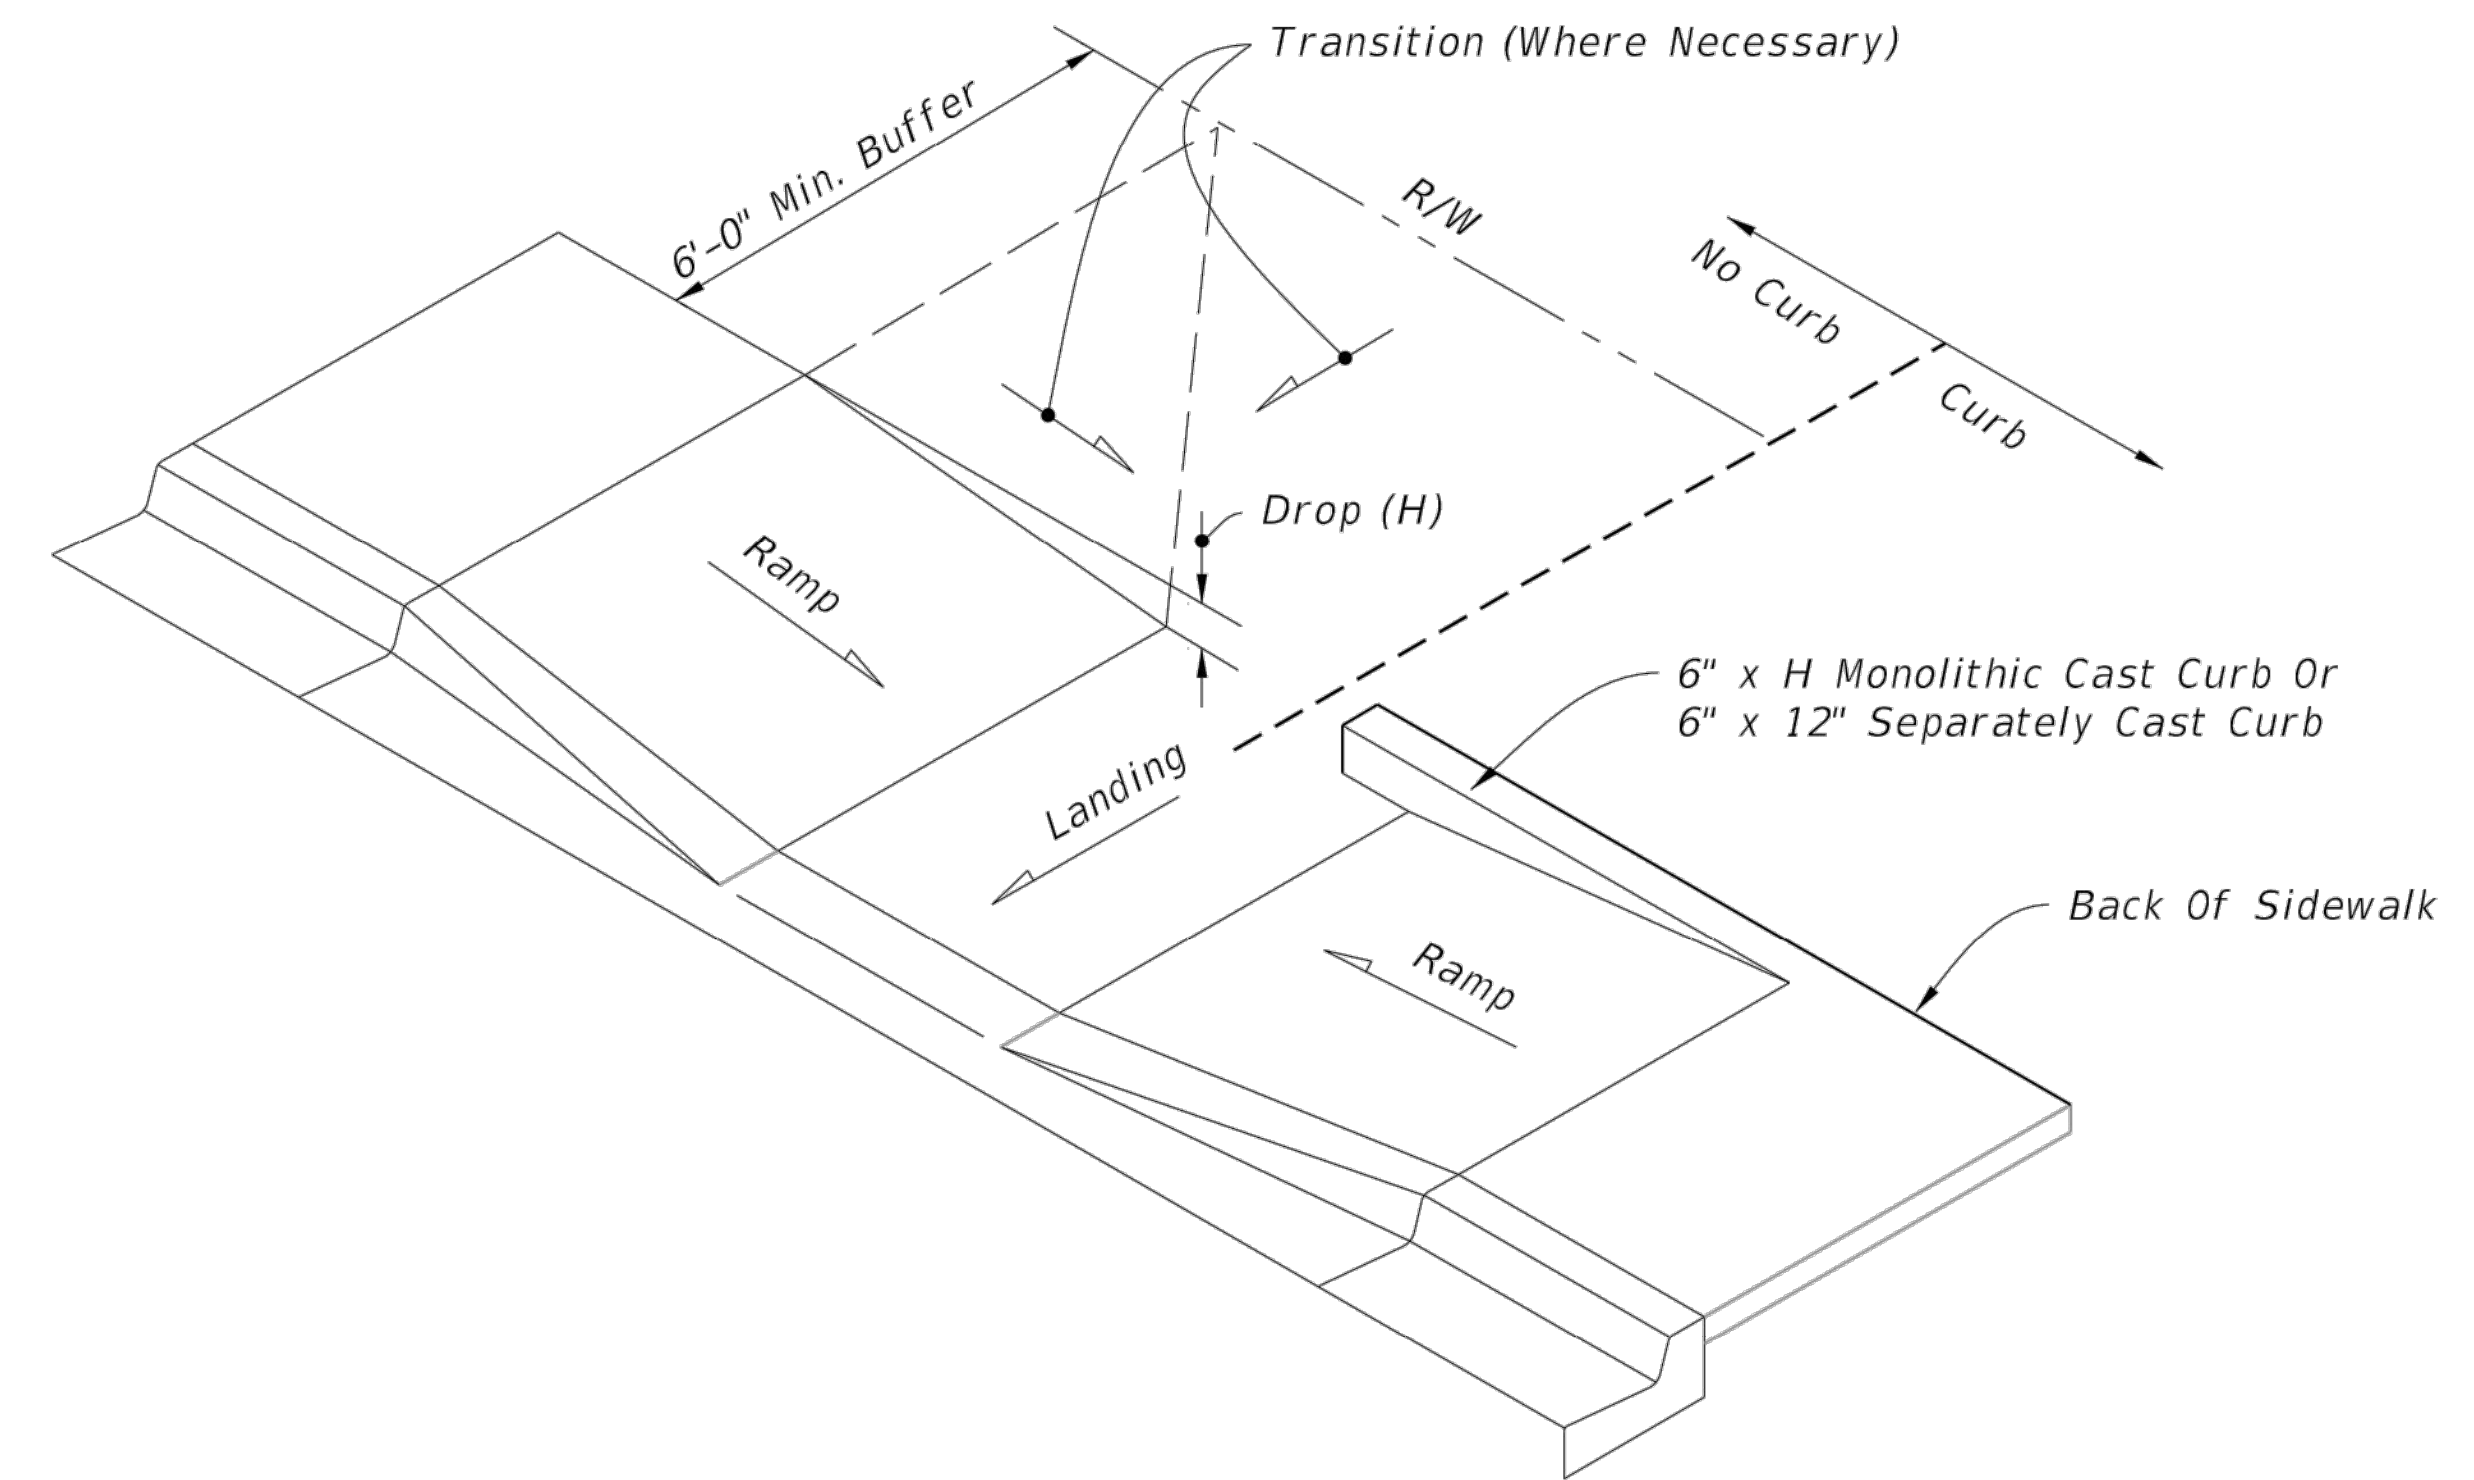 Transition (Where Necessary)
6'-0" Min. Buffer
R/W
No Curb
Curb
Drop (H)
Ramp
6" x H Monolithic Cast Curb Or
6" x 12" Separately Cast Curb
Landing
Back Of Sidewalk
Ramp